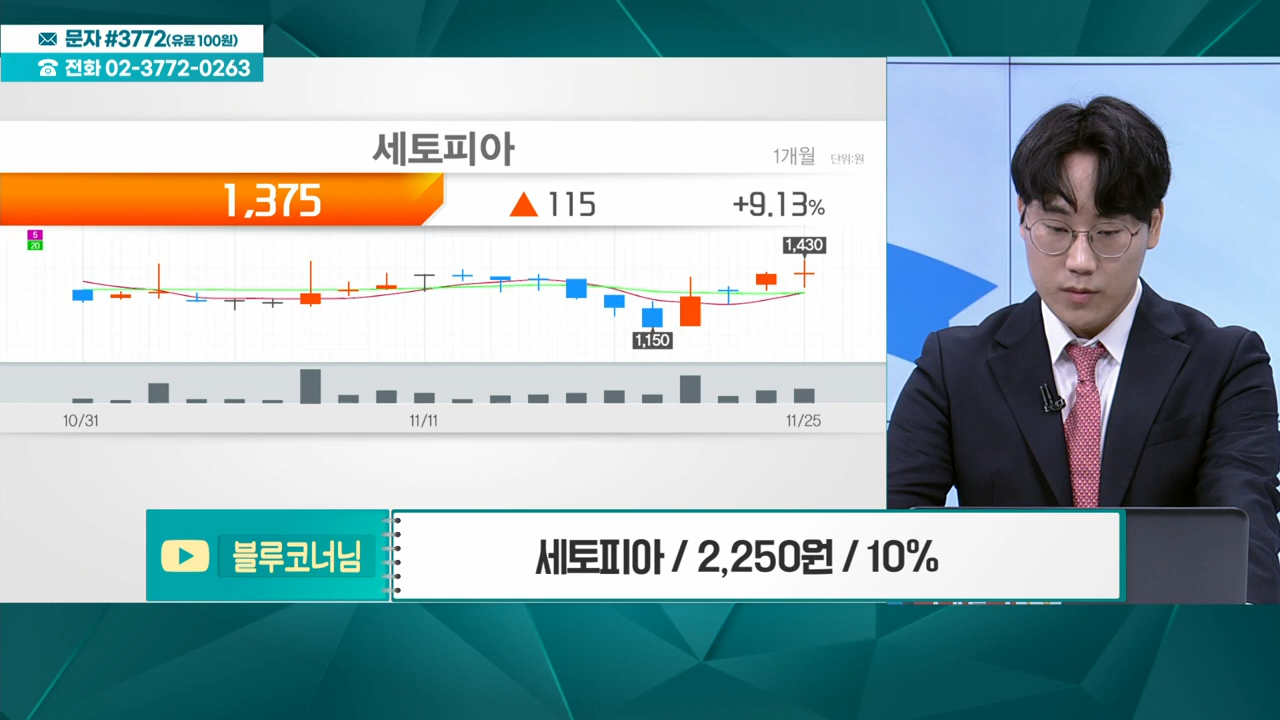 문자 #3772(유료 100원)
전화 02-3772-0263
세토피아
1개월 단위:원
1,375 ▲ 115 +9.13%
5
20
1,430
1,150
10/31 11/11 11/25
블루코너님
세토피아 / 2,250원 / 10%